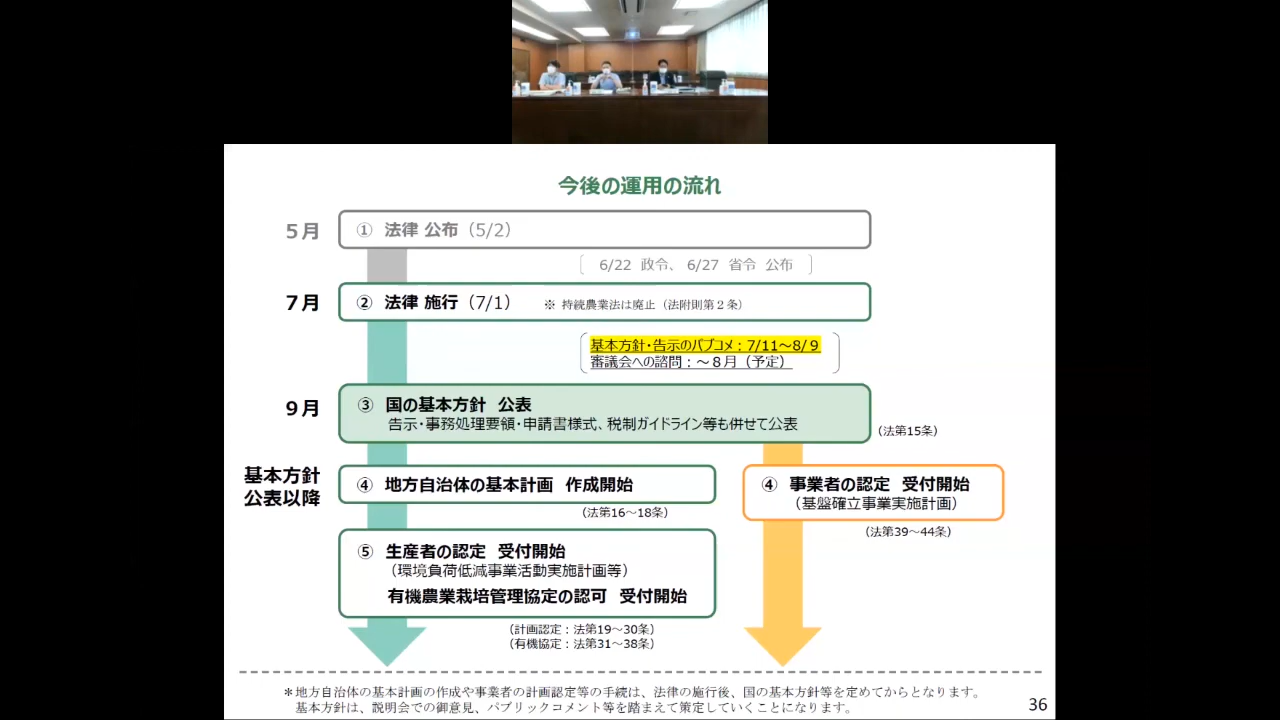 今後の運用の流れ
5月 ① 法律 公布（5/2）
6/22 政令、 6/27 省令 公布
7月 ② 法律 施行（7/1） ※ 持続農業法は廃止（法附則第２条）
基本方針・告示のパブコメ：7/11～8/9
審議会への諮問：～８月（予定）
9月 ③ 国の基本方針 公表
告示・事務処理要領・申請書様式、税制ガイドライン等も併せて公表
（法第15条）
基本方針
公表以降
④ 地方自治体の基本計画 作成開始
（法第16～18条）
④ 事業者の認定 受付開始
（基盤確立事業実施計画）
（法第39～44条）
⑤ 生産者の認定 受付開始
（環境負荷低減事業活動実施計画等）
有機農業栽培管理協定の認可 受付開始
（計画認定：法第19～30条）
（有機協定：法第31～38条）
＊地方自治体の基本計画の作成や事業者の計画認定等の手続は、法律の施行後、国の基本方針等を定めてからとなります。
基本方針は、説明会での御意見、パブリックコメント等を踏まえて策定していくことになります。
36